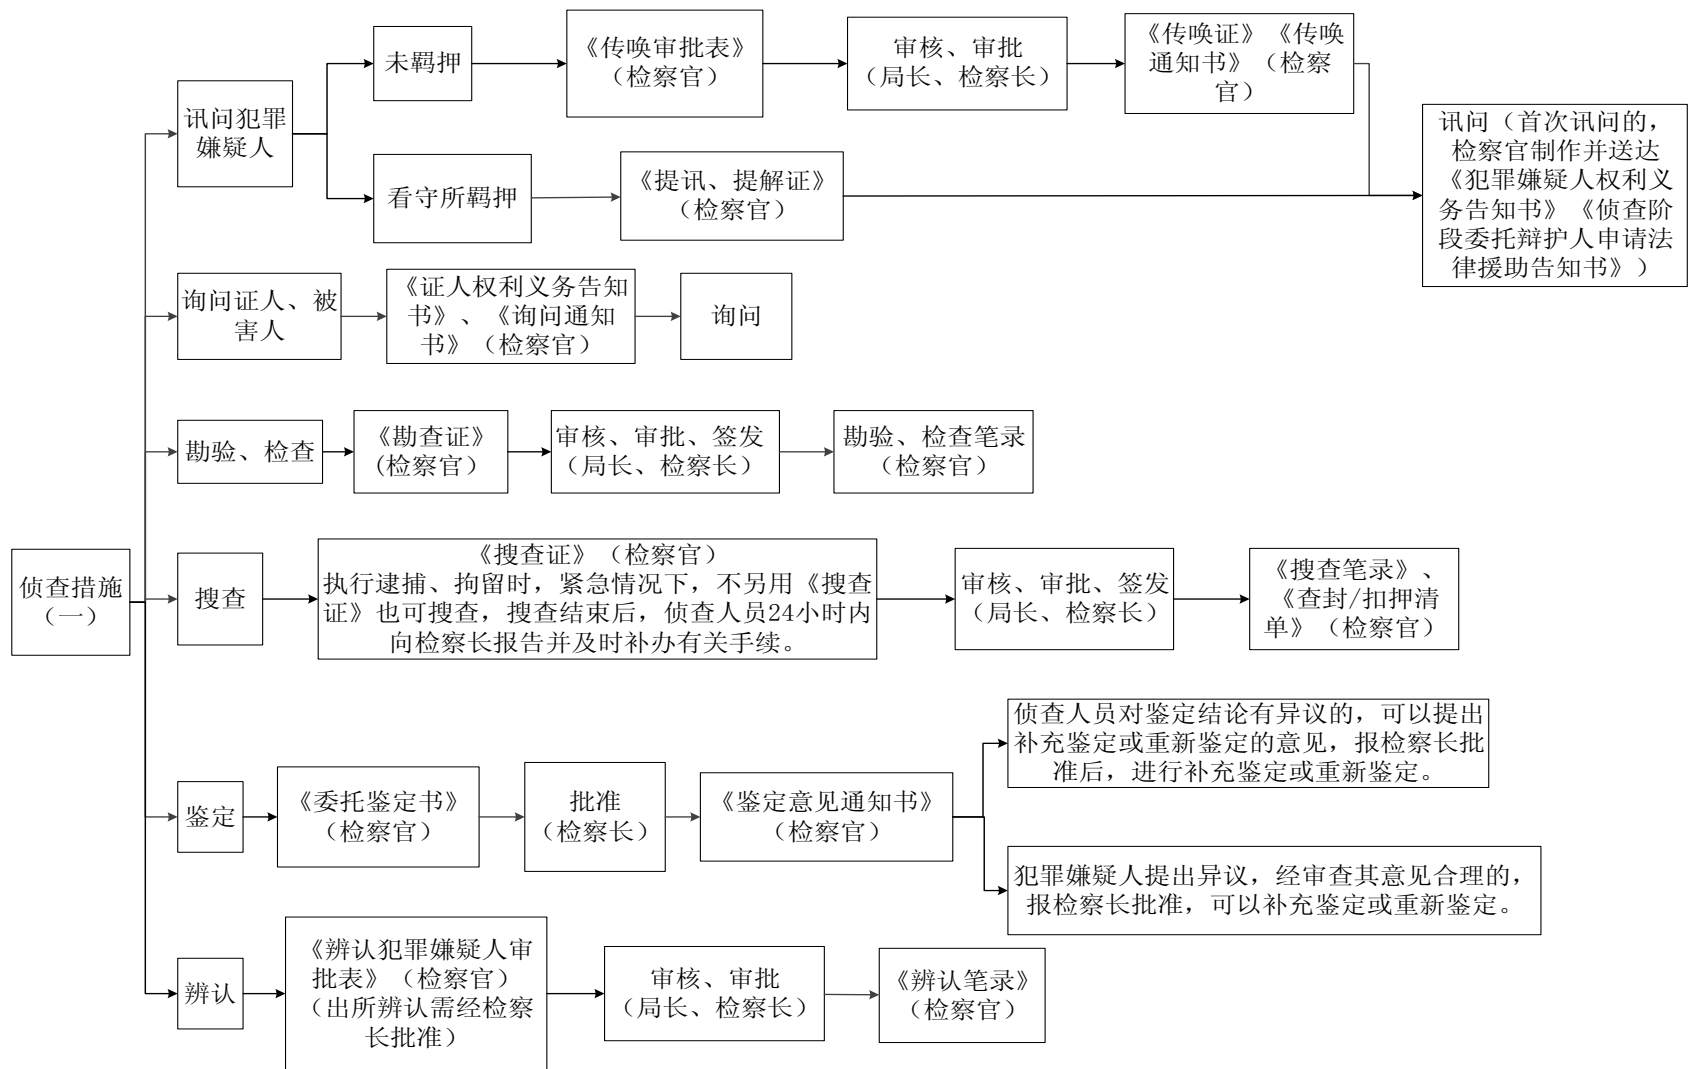 侦查措施
（一）
讯问犯罪
嫌疑人
未羁押
《传唤审批表》
（检察官）
审核、审批
（局长、检察长）
《传唤证》《传唤
通知书》（检察
官）
看守所羁押
《提讯、提解证》
（检察官）
讯问（首次讯问的，
检察官制作并送达
《犯罪嫌疑人权利义
务告知书》《侦查阶
段委托辩护人申请法
律援助告知书》）
询问证人、被
害人
《证人权利义务告知
书》、《询问通知
书》（检察官）
询问
勘验、检查
《勘查证》
（检察官）
审核、审批、签发
（局长、检察长）
勘验、检查笔录
（检察官）
搜查
《搜查证》（检察官）
执行逮捕、拘留时，紧急情况下，不另用《搜查
证》也可搜查，搜查结束后，侦查人员24小时内
向检察长报告并及时补办有关手续。
审核、审批、签发
（局长、检察长）
《搜查笔录》、
《查封/扣押清
单》（检察官）
鉴定
《委托鉴定书》
（检察官）
批准
（检察长）
《鉴定意见通知书》
（检察官）
侦查人员对鉴定结论有异议的，可以提出
补充鉴定或重新鉴定的意见，报检察长批
准后，进行补充鉴定或重新鉴定。
犯罪嫌疑人提出异议，经审查其意见合理的，
报检察长批准，可以补充鉴定或重新鉴定。
辨认
《辨认犯罪嫌疑人审
批表》（检察官）
（出所辨认需经检察
长批准）
审核、审批
（局长、检察长）
《辨认笔录》
（检察官）